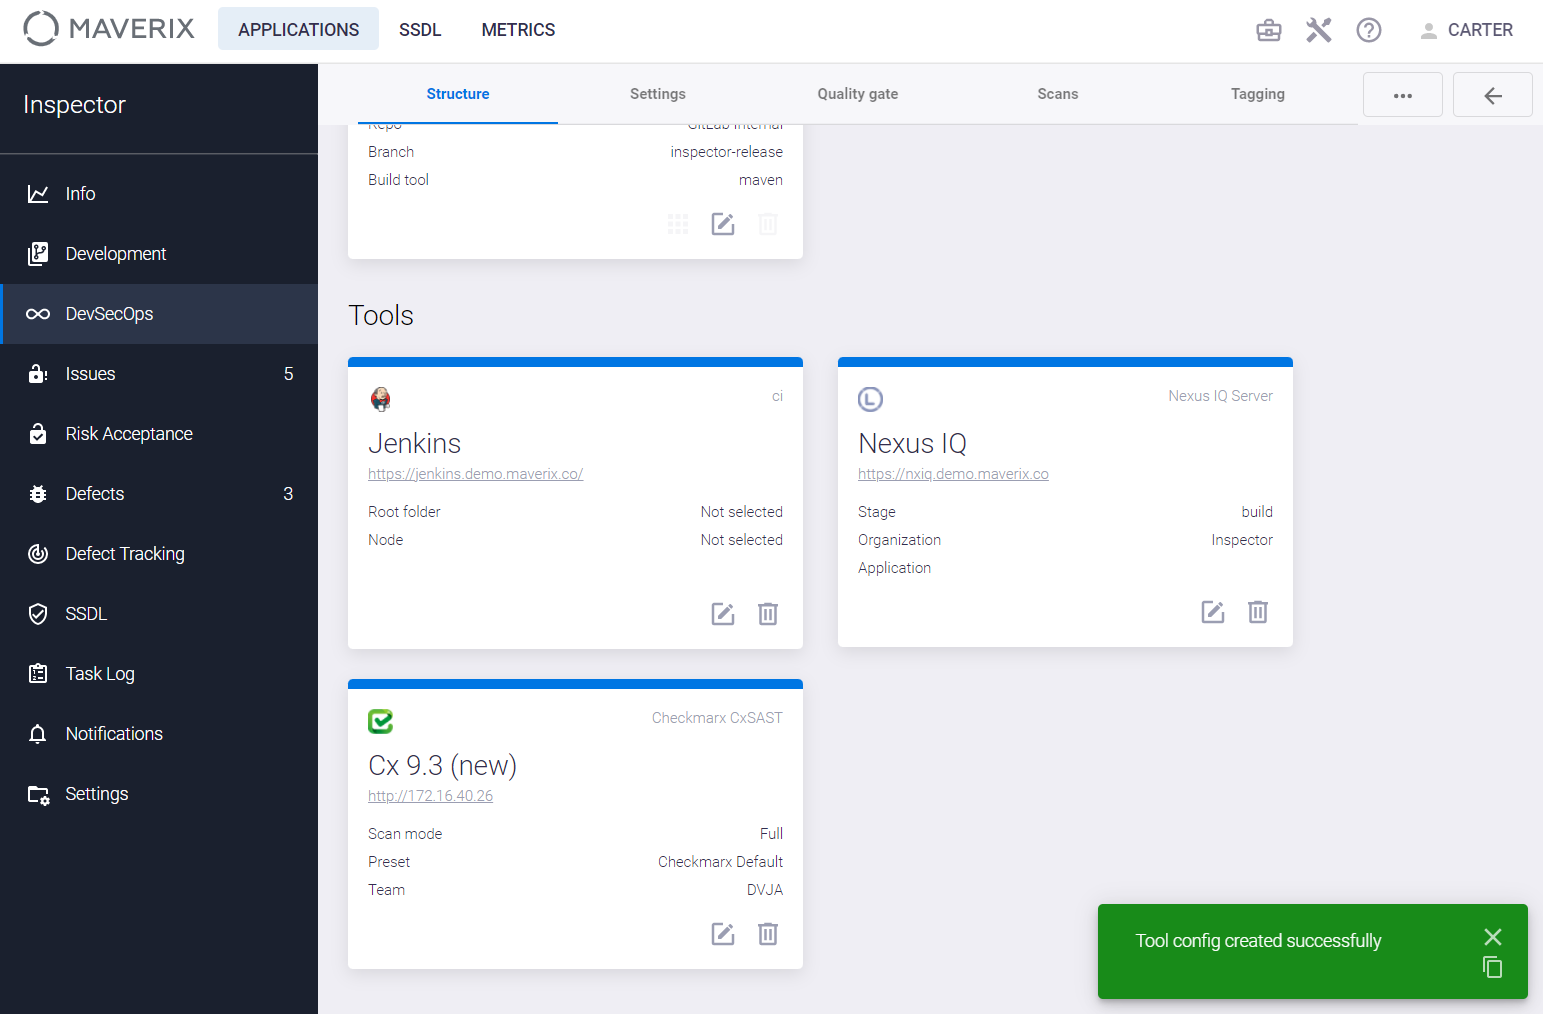 MAVERIX
APPLICATIONS
SSDL
METRICS
CARTER
Inspector
Info
Development
DevSecOps
Issues 5
Risk Acceptance
Defects 3
Defect Tracking
SSDL
Task Log
Notifications
Settings
Structure
Settings
Quality gate
Scans
Tagging
Repo GitLab Internal
Branch inspector-release
Build tool maven
Tools
ci
Jenkins
https://jenkins.demo.maverix.co/
Root folder Not selected
Node Not selected
Nexus IQ Server
Nexus IQ
https://nxiq.demo.maverix.co
Stage build
Organization Inspector
Application
Checkmarx CxSAST
Cx 9.3 (new)
http://172.16.40.26
Scan mode Full
Preset Checkmarx Default
Team DVJA
Tool config created successfully